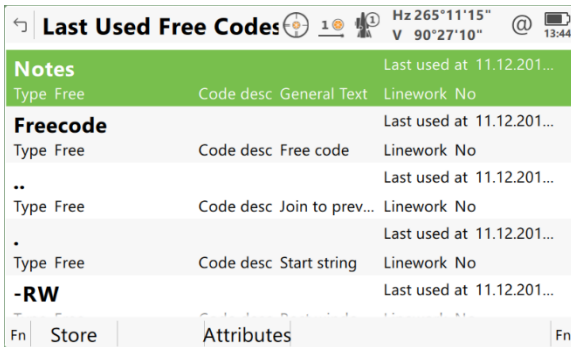 Last Used Free Codes 1 1 Hz 265°11'15" @
V 90°27'10" 13:44
Notes Last used at 11.12.201...
Type Free Code desc General Text Linework No
Freecode Last used at 11.12.201...
Type Free Code desc Free code Linework No
.. Last used at 11.12.201...
Type Free Code desc Join to prev... Linework No
. Last used at 11.12.201...
Type Free Code desc Start string Linework No
-RW Last used at 11.12.201...
Fn Store Attributes Fn